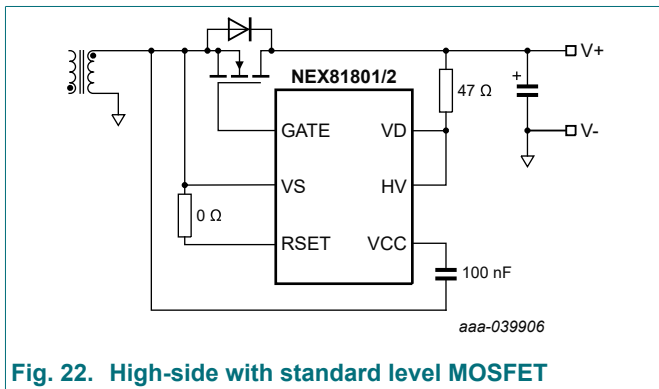 V+
NEX81801/2
47 Ω
+
GATE
VD
V-
VS
HV
0 Ω
RSET
VCC
100 nF
aaa-039906
Fig. 22. High-side with standard level MOSFET